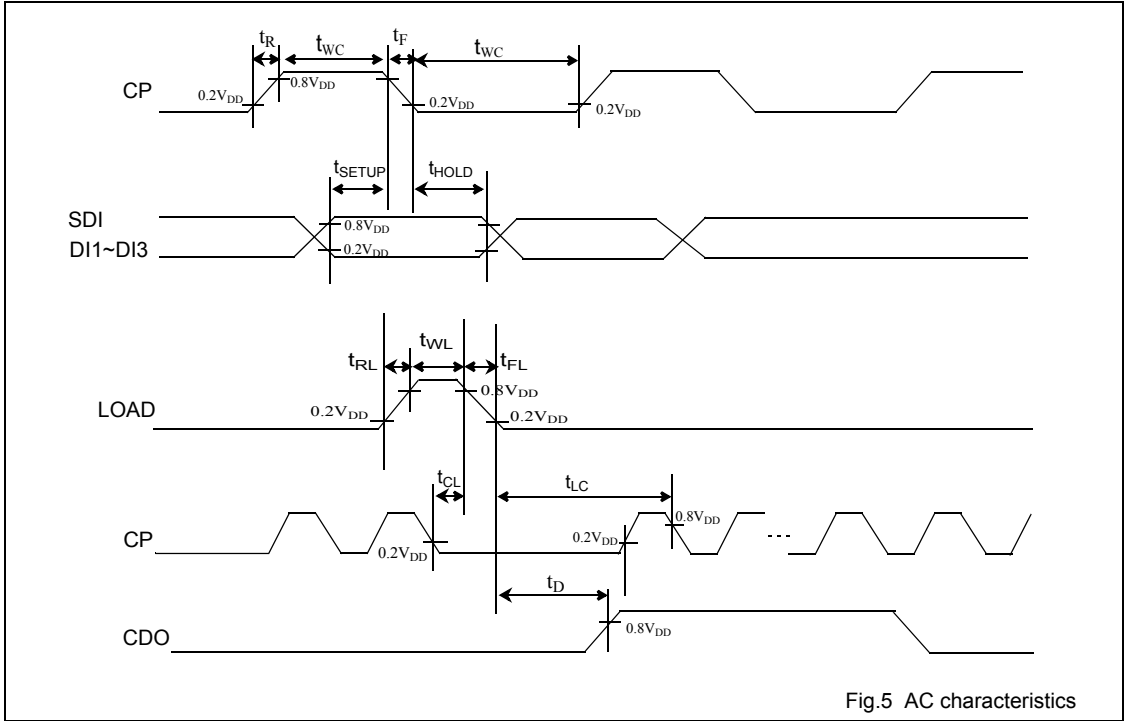 tR tWC tF tWC
CP 0.2VDD 0.8VDD 0.2VDD 0.2VDD
tSETUP tHOLD
SDI 0.8VDD
DI1~DI3 0.2VDD
tRL tWL tFL
0.8VDD
LOAD 0.2VDD 0.2VDD
tCL tLC
0.8VDD
CP 0.2VDD 0.2VDD
tD
CDO 0.8VDD
Fig.5 AC characteristics